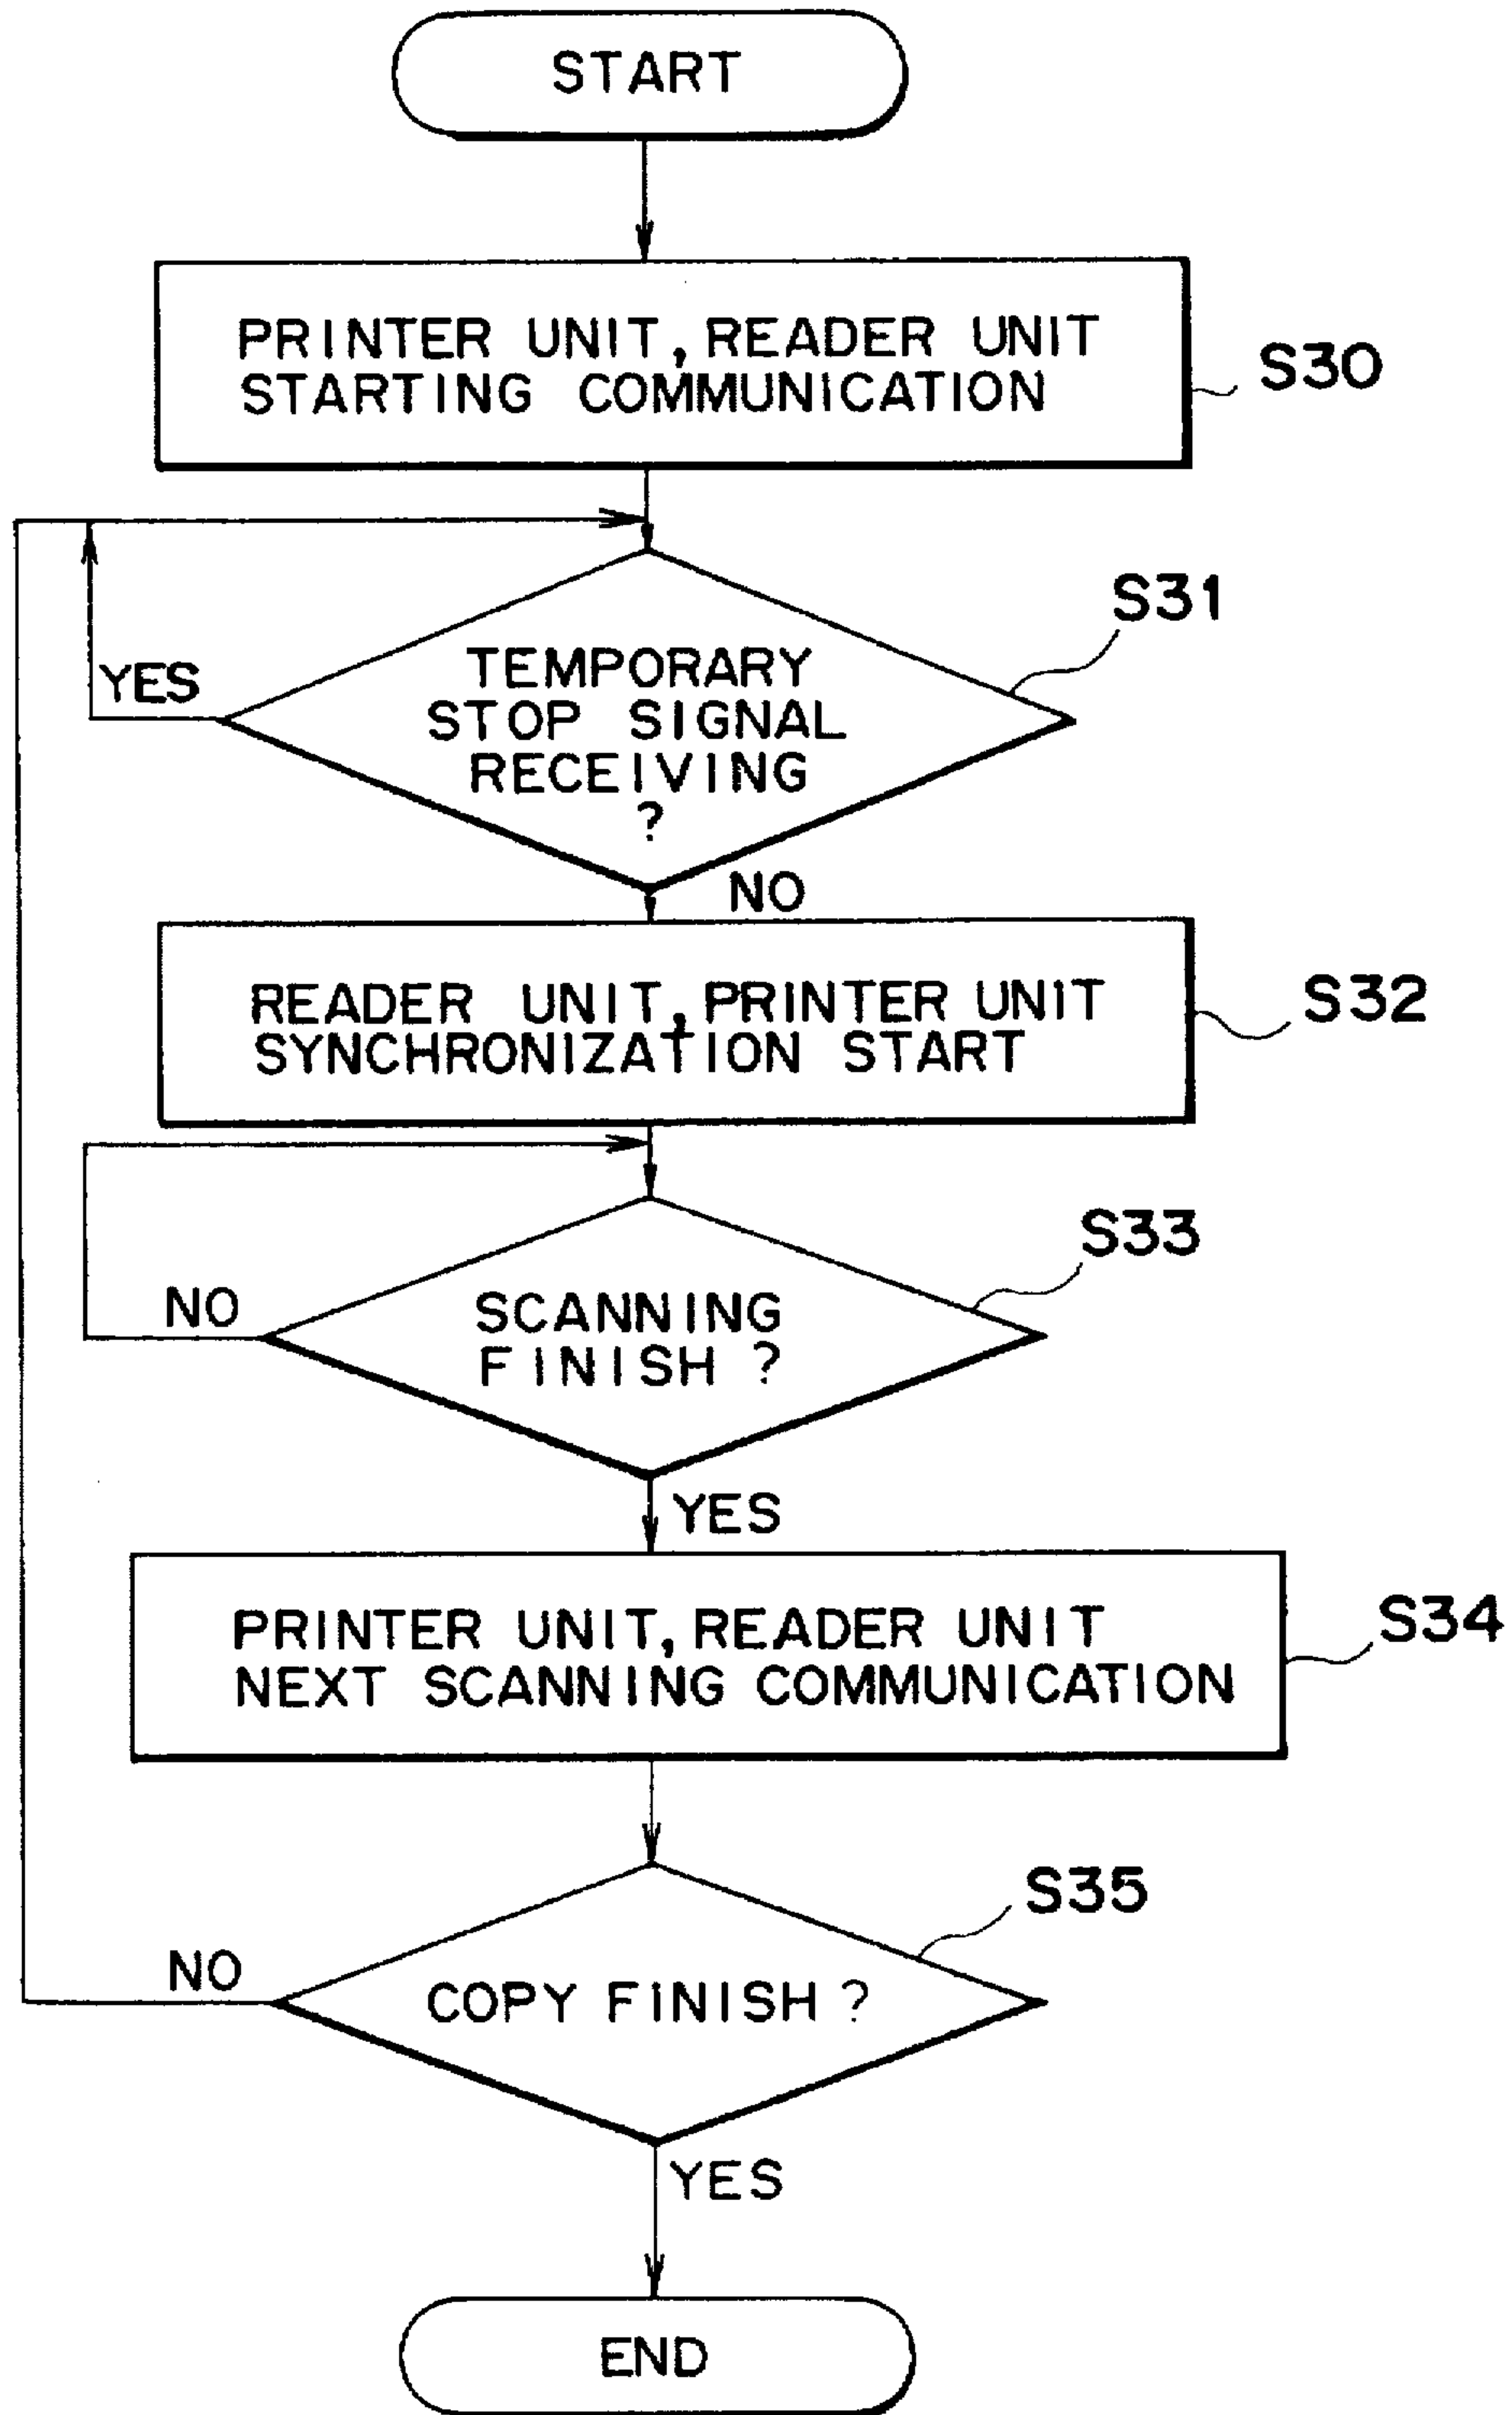 START
PRINTER UNIT, READER UNIT
STARTING COMMUNICATION
S30
S31
YES
TEMPORARY
STOP SIGNAL
RECEIVING
?
NO
READER UNIT, PRINTER UNIT
SYNCHRONIZATION START
S32
S33
NO
SCANNING
FINISH ?
YES
PRINTER UNIT, READER UNIT
NEXT SCANNING COMMUNICATION
S34
S35
NO
COPY FINISH ?
YES
END